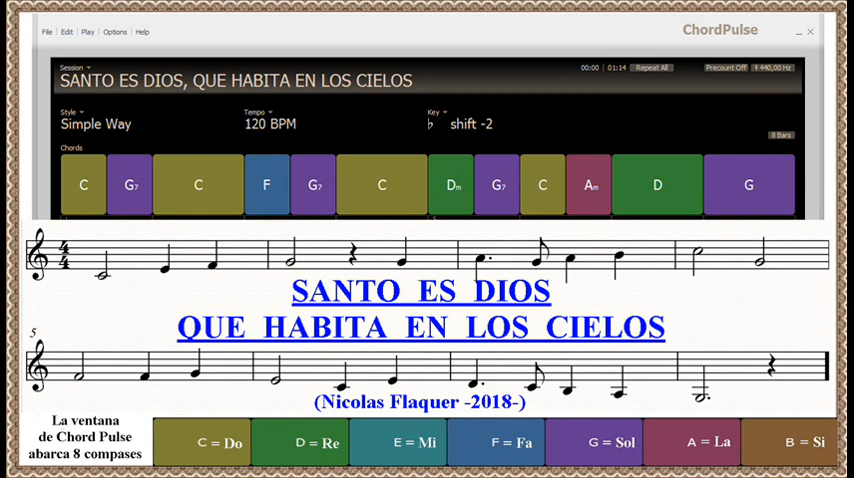 File Edit Play Options Help
ChordPulse
Session
00:00 01:14 Repeat All Precount Off 440,00 Hz
SANTO ES DIOS, QUE HABITA EN LOS CIELOS
Style Tempo Key
Simple Way 120 BPM ♭ shift -2
8 Bars
Chords
C G7 C F G7 C Dm G7 C Am D G
4
4
SANTO ES DIOS
QUE HABITA EN LOS CIELOS
5
(Nicolas Flaquer -2018-)
La ventana
de Chord Pulse
abarca 8 compases
C = Do D = Re E = Mi F = Fa G = Sol A = La B = Si